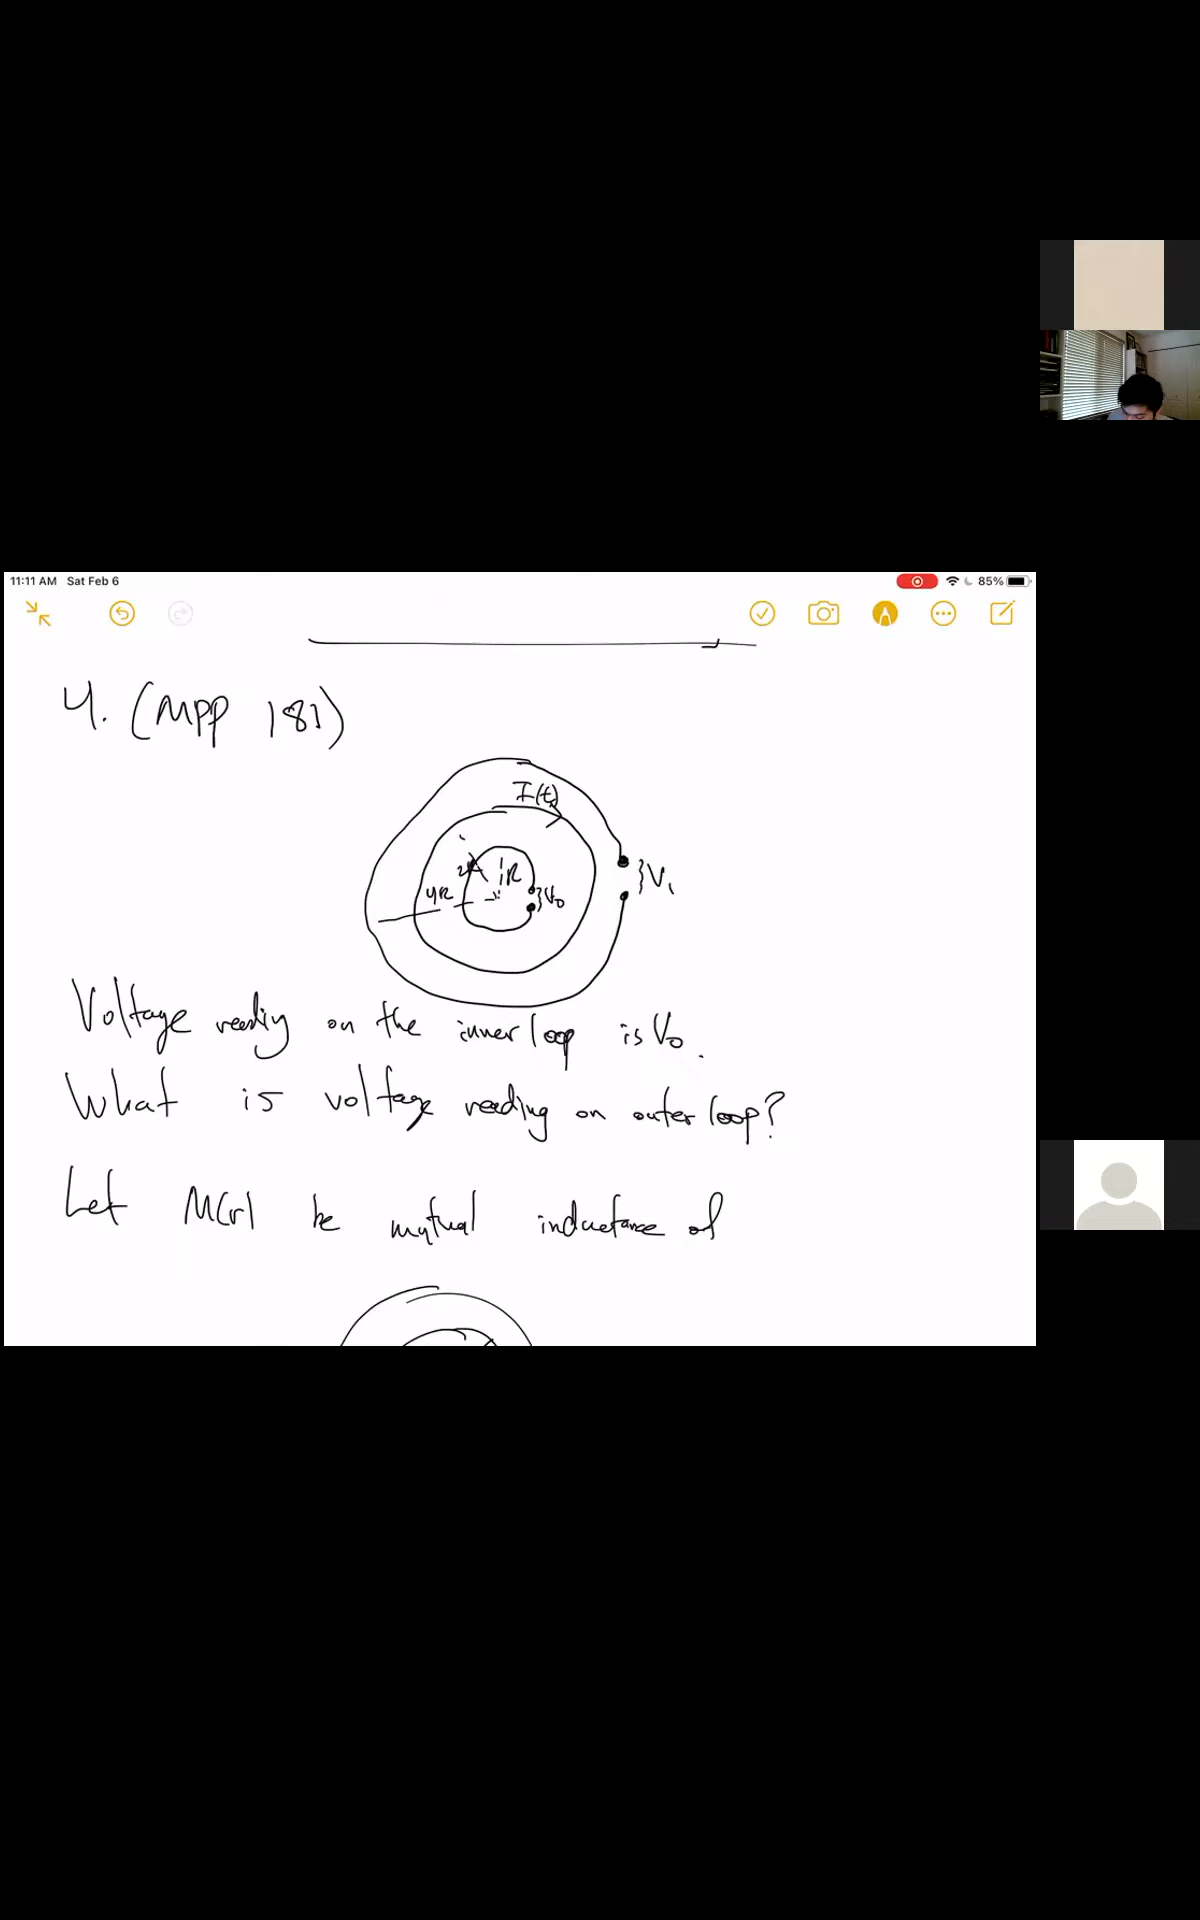 11:11 AM Sat Feb 6
85%
4. (MPP 181)
I(t)
2R
R
4R
V₀
V₁
Voltage reading on the inner loop is V₀.
What is voltage reading on outer loop?
Let M(r) be mutual inductance of